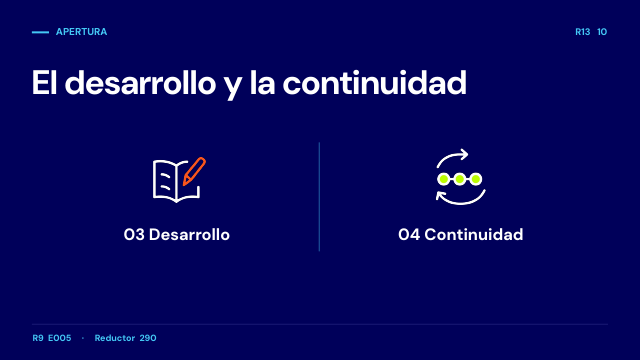 APERTURA
R13 10
El desarrollo y la continuidad
03 Desarrollo
04 Continuidad
R9 E005 · Reductor 290